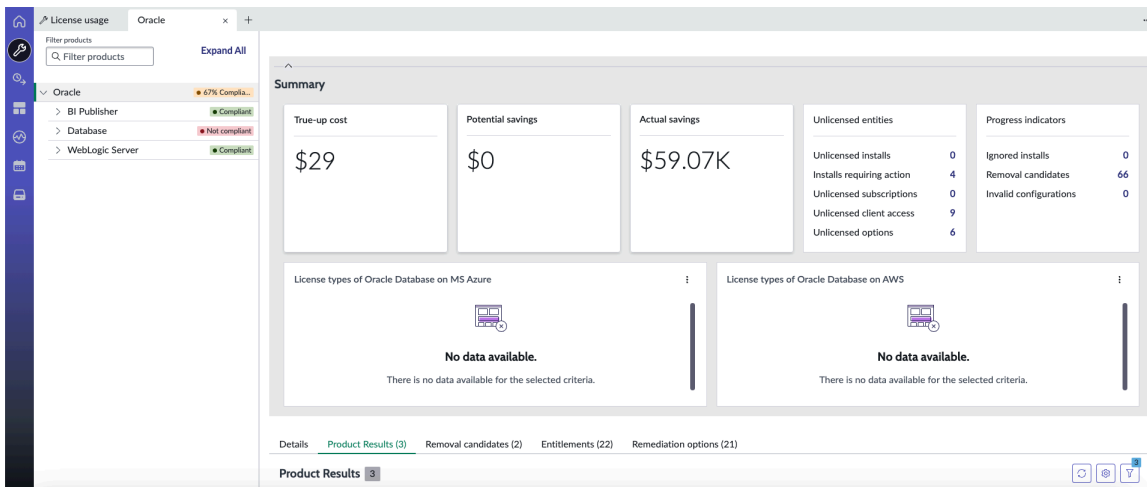 License usage
Oracle
Filter products
Filter products
Expand All
Oracle
67% Complia...
BI Publisher
Compliant
Database
Not compliant
WebLogic Server
Compliant
Summary
True-up cost
$29
Potential savings
$0
Actual savings
$59.07K
Unlicensed entities
Unlicensed installs 0
Installs requiring action 4
Unlicensed subscriptions 0
Unlicensed client access 9
Unlicensed options 6
Progress indicators
Ignored installs 0
Removal candidates 66
Invalid configurations 0
License types of Oracle Database on MS Azure
No data available.
There is no data available for the selected criteria.
License types of Oracle Database on AWS
No data available.
There is no data available for the selected criteria.
Details Product Results (3) Removal candidates (2) Entitlements (22) Remediation options (21)
Product Results 3
3